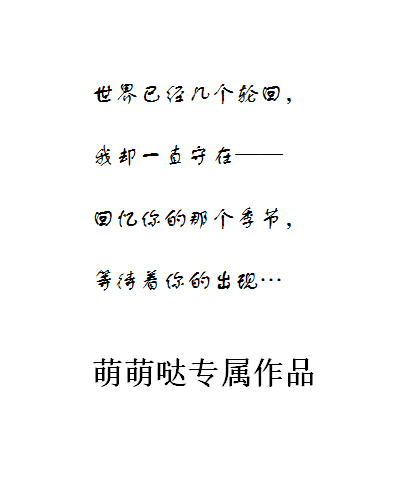 世界已经几个轮回，
我却一直守在——
回忆你的那个季节，
等待着你的出现…
萌萌哒专属作品